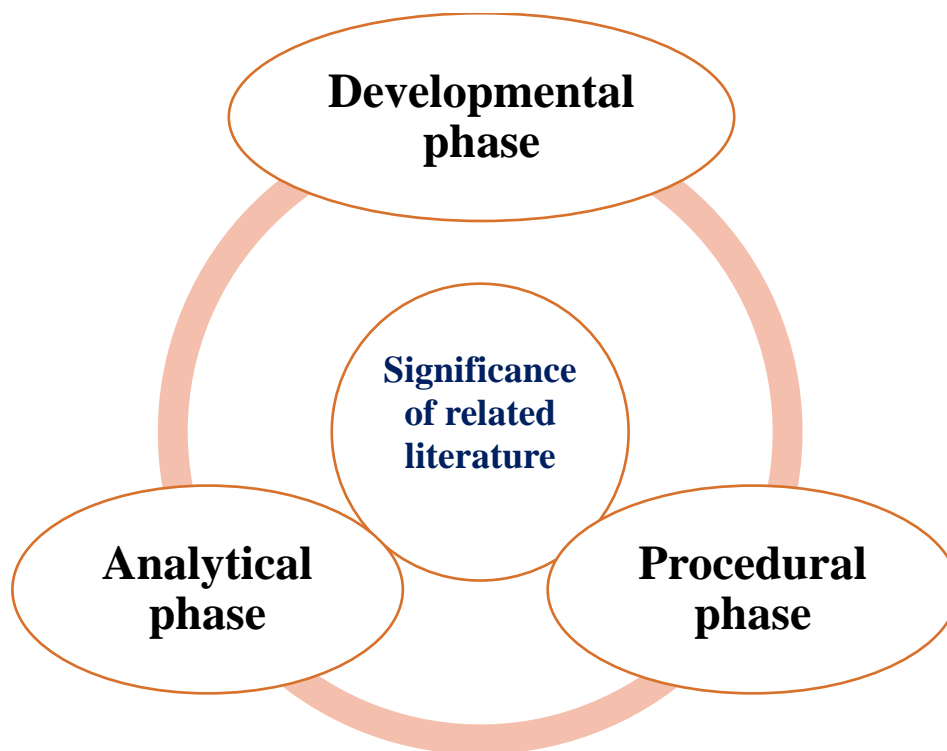 Developmental
phase
Significance
of related
literature
Analytical
phase
Procedural
phase